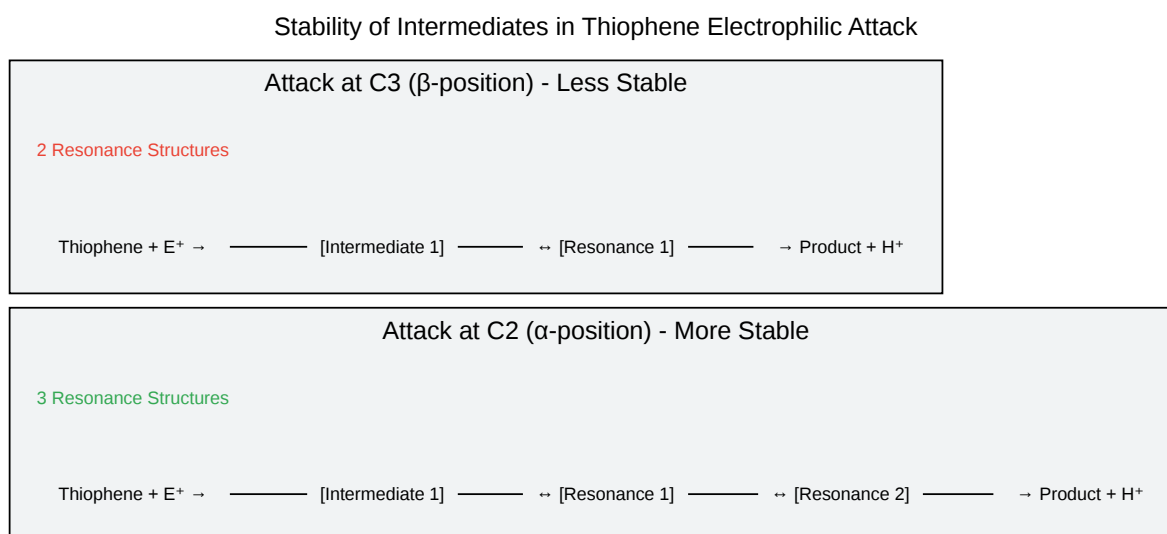 Stability of Intermediates in Thiophene Electrophilic Attack
Attack at C3 (β-position) - Less Stable
2 Resonance Structures
Thiophene + E⁺ → [Intermediate 1] ↔ [Resonance 1] → Product + H⁺
Attack at C2 (α-position) - More Stable
3 Resonance Structures
Thiophene + E⁺ → [Intermediate 1] ↔ [Resonance 1] ↔ [Resonance 2] → Product + H⁺